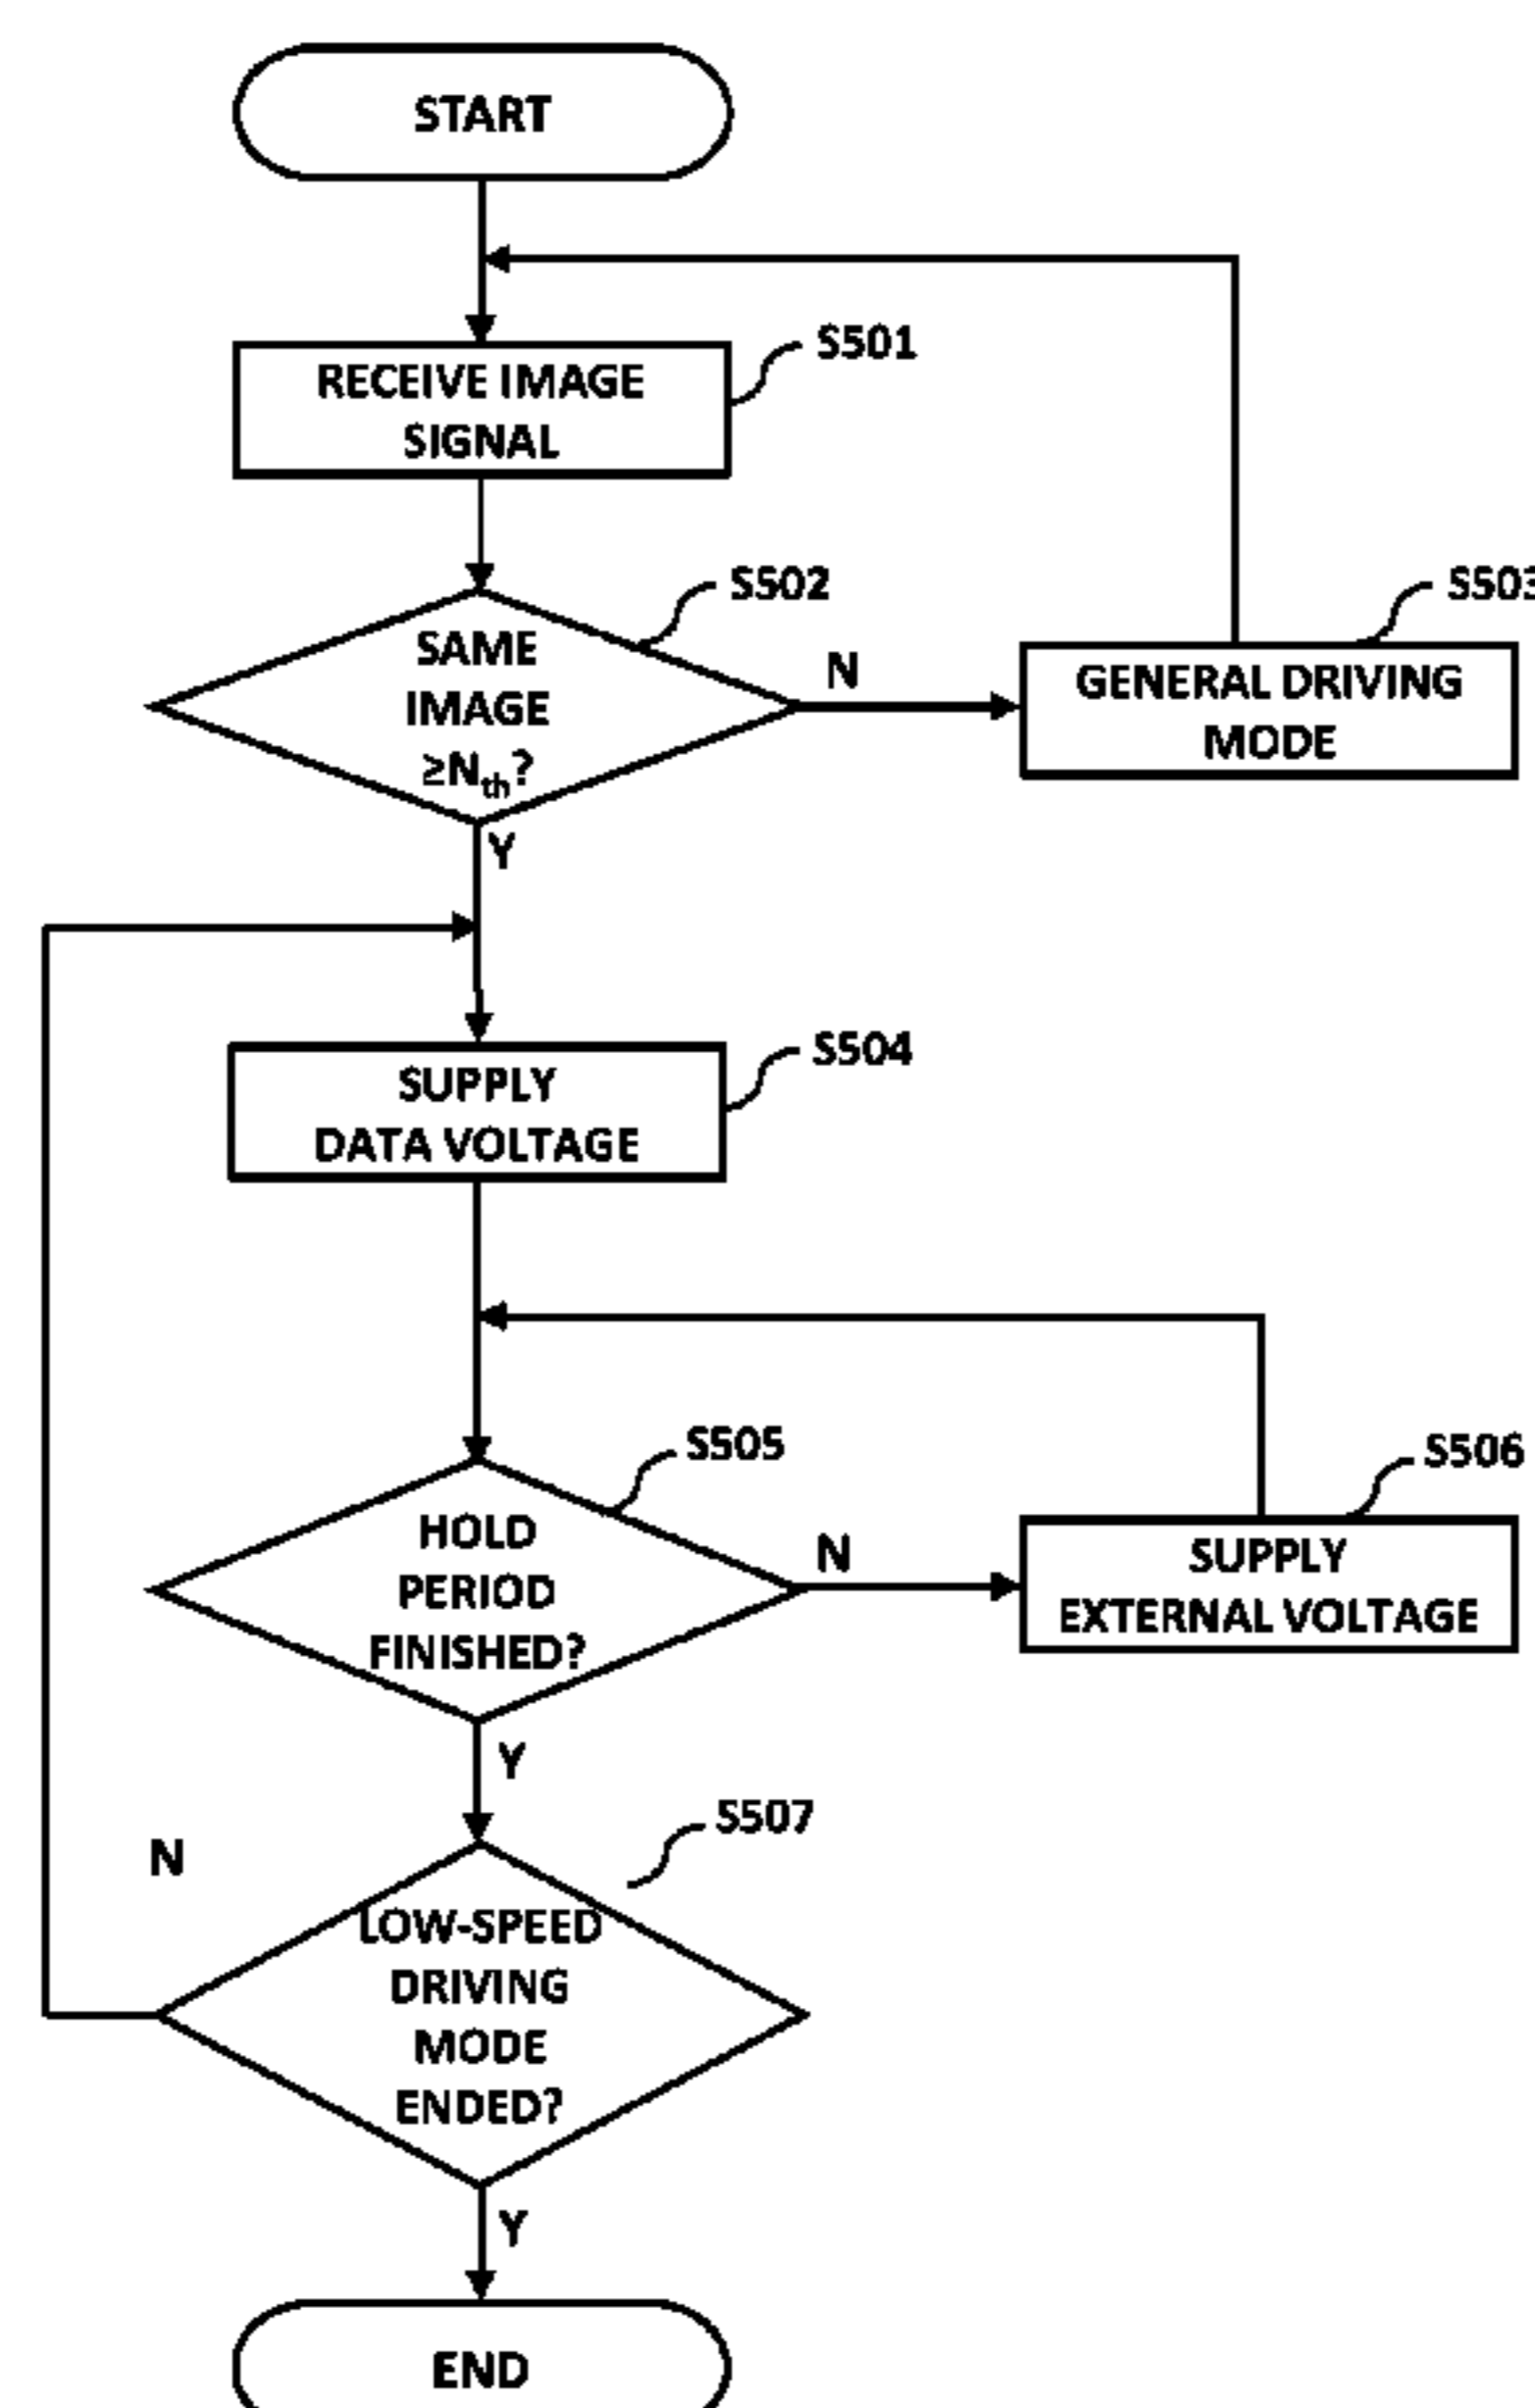 START
S501
RECEIVE IMAGE
SIGNAL
S502
SAME
IMAGE
≥Nth?
N
Y
S503
GENERAL DRIVING
MODE
S504
SUPPLY
DATA VOLTAGE
S505
HOLD
PERIOD
FINISHED?
N
Y
S506
SUPPLY
EXTERNAL VOLTAGE
S507
N
LOW-SPEED
DRIVING
MODE
ENDED?
Y
END